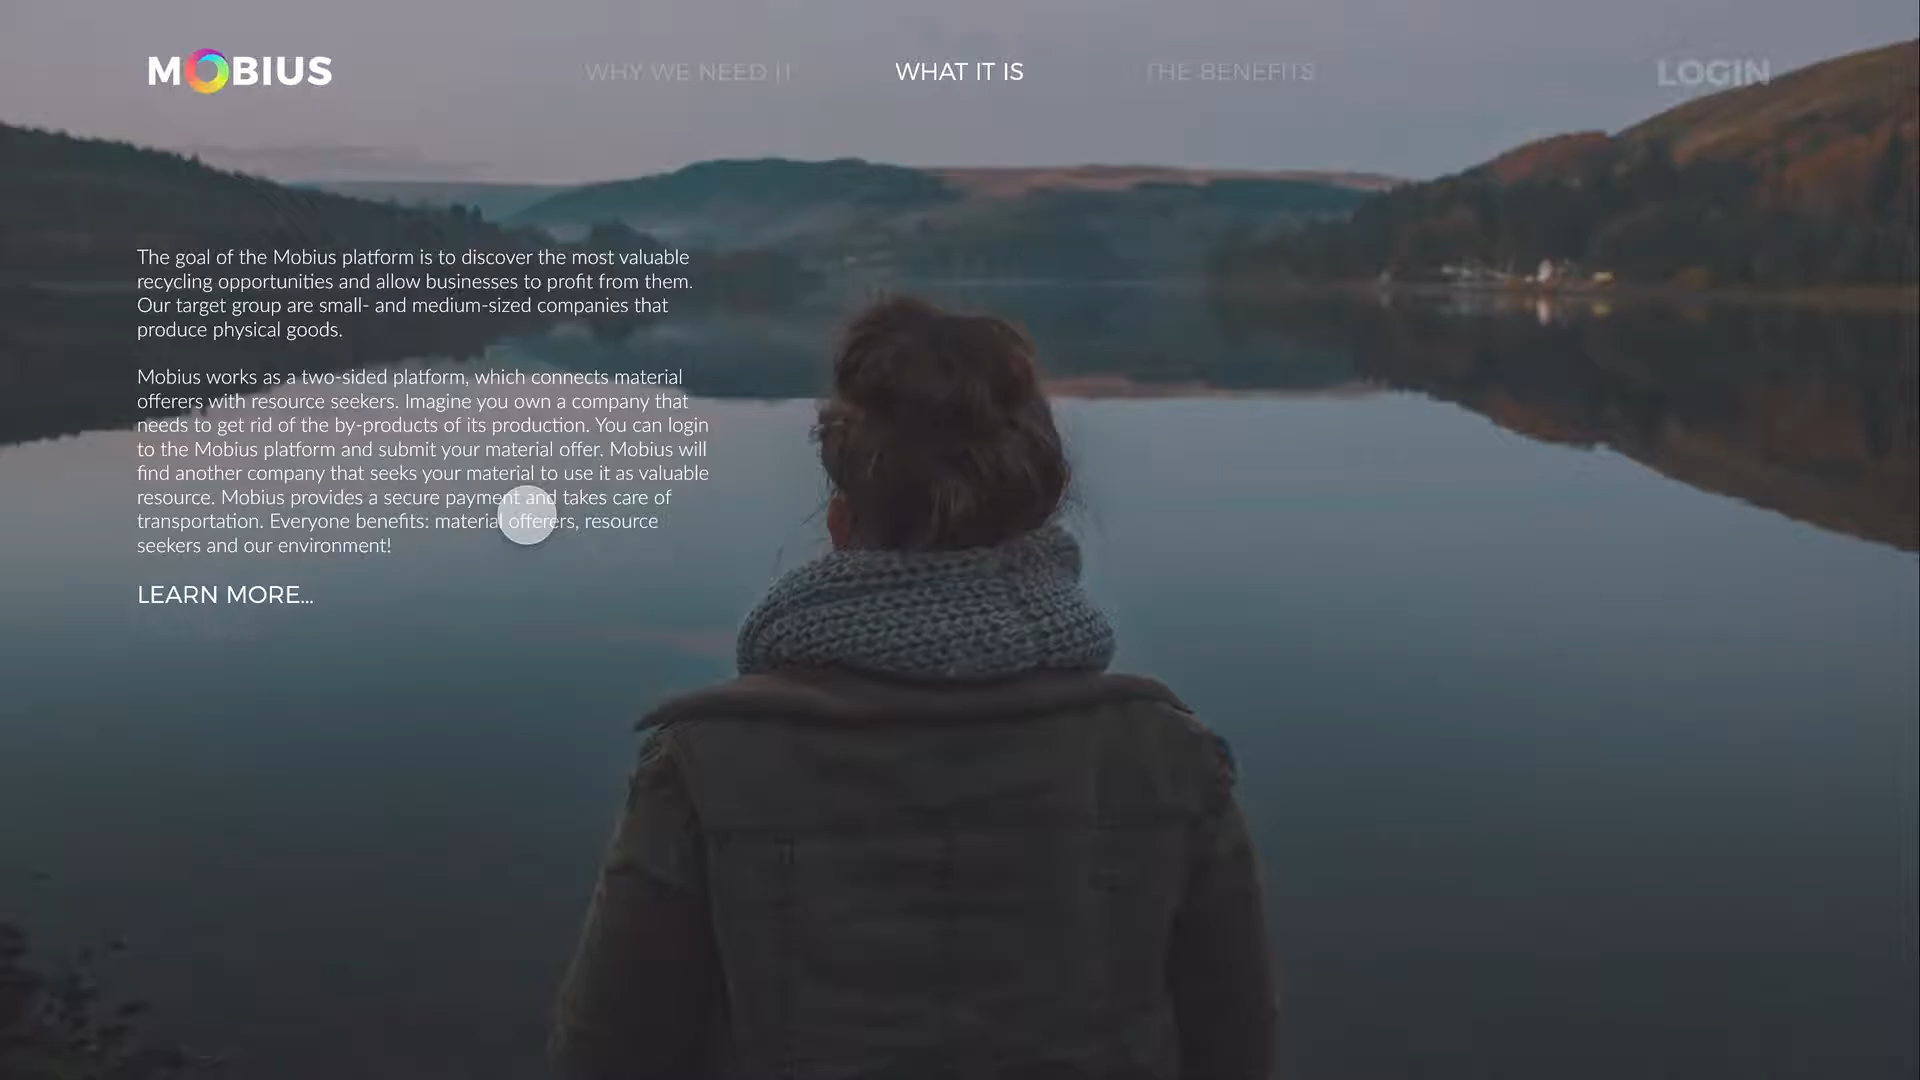 MOBIUS
WHY WE NEED IT
WHAT IT IS
THE BENEFITS
LOGIN
The goal of the Mobius platform is to discover the most valuable
recycling opportunities and allow businesses to profit from them.
Our target group are small- and medium-sized companies that
produce physical goods.
Mobius works as a two-sided platform, which connects material
offerers with resource seekers. Imagine you own a company that
needs to get rid of the by-products of its production. You can login
to the Mobius platform and submit your material offer. Mobius will
find another company that seeks your material to use it as valuable
resource. Mobius provides a secure payment and takes care of
transportation. Everyone benefits: material offerers, resource
seekers and our environment!
LEARN MORE...